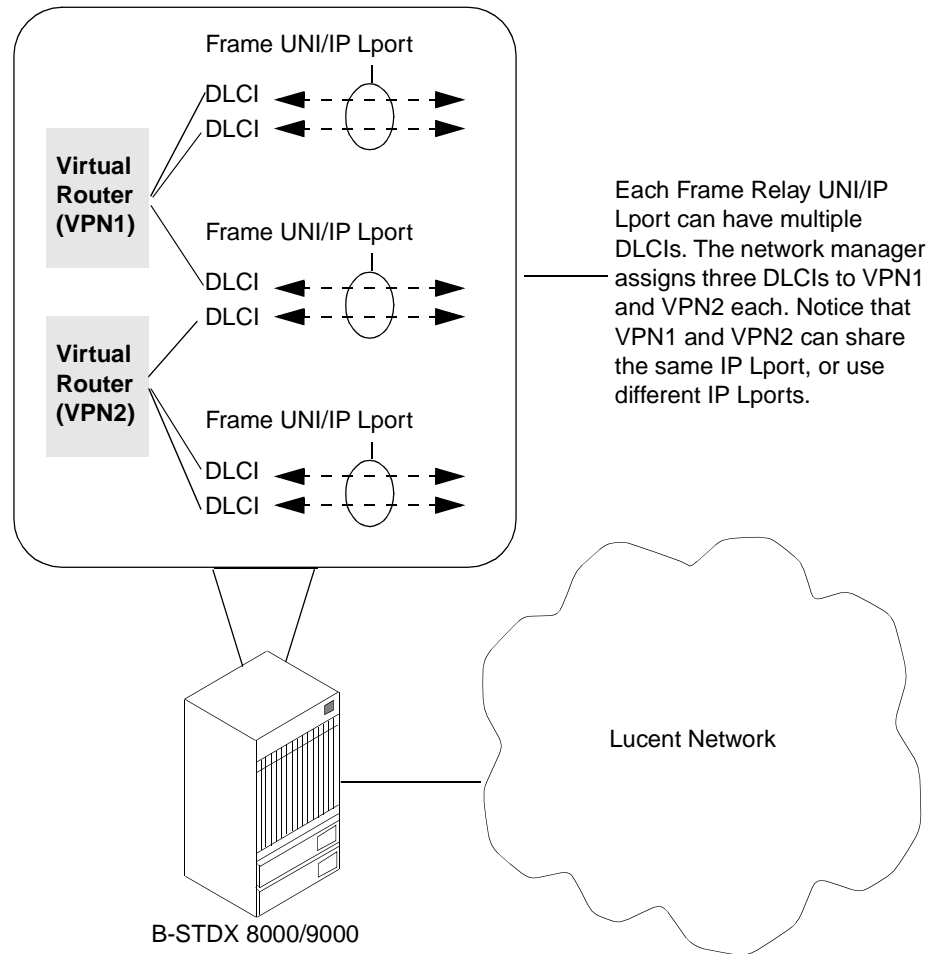 Frame UNI/IP Lport
DLCI
DLCI
Virtual
Router
(VPN1)
Frame UNI/IP Lport
DLCI
DLCI
Virtual
Router
(VPN2)
Frame UNI/IP Lport
DLCI
DLCI
Each Frame Relay UNI/IP
Lport can have multiple
DLCIs. The network manager
assigns three DLCIs to VPN1
and VPN2 each. Notice that
VPN1 and VPN2 can share
the same IP Lport, or use
different IP Lports.
Lucent Network
B-STDX 8000/9000